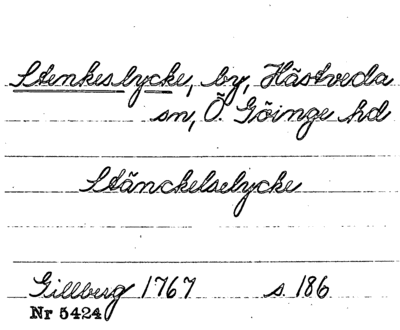 Stenkeslycke, by, Hästveda
sn, Ö. Göinge hd
Stänckelselycke
Gillberg 1767 s 186
Nr 5424